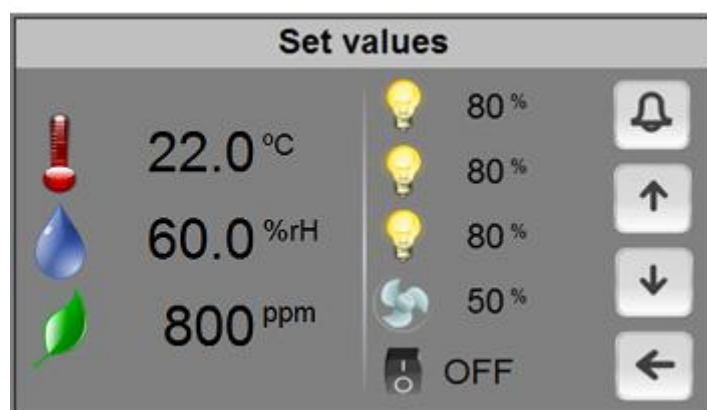 Set values
22.0 °C
60.0 %rH
800 ppm
80 %
80 %
80 %
50 %
OFF